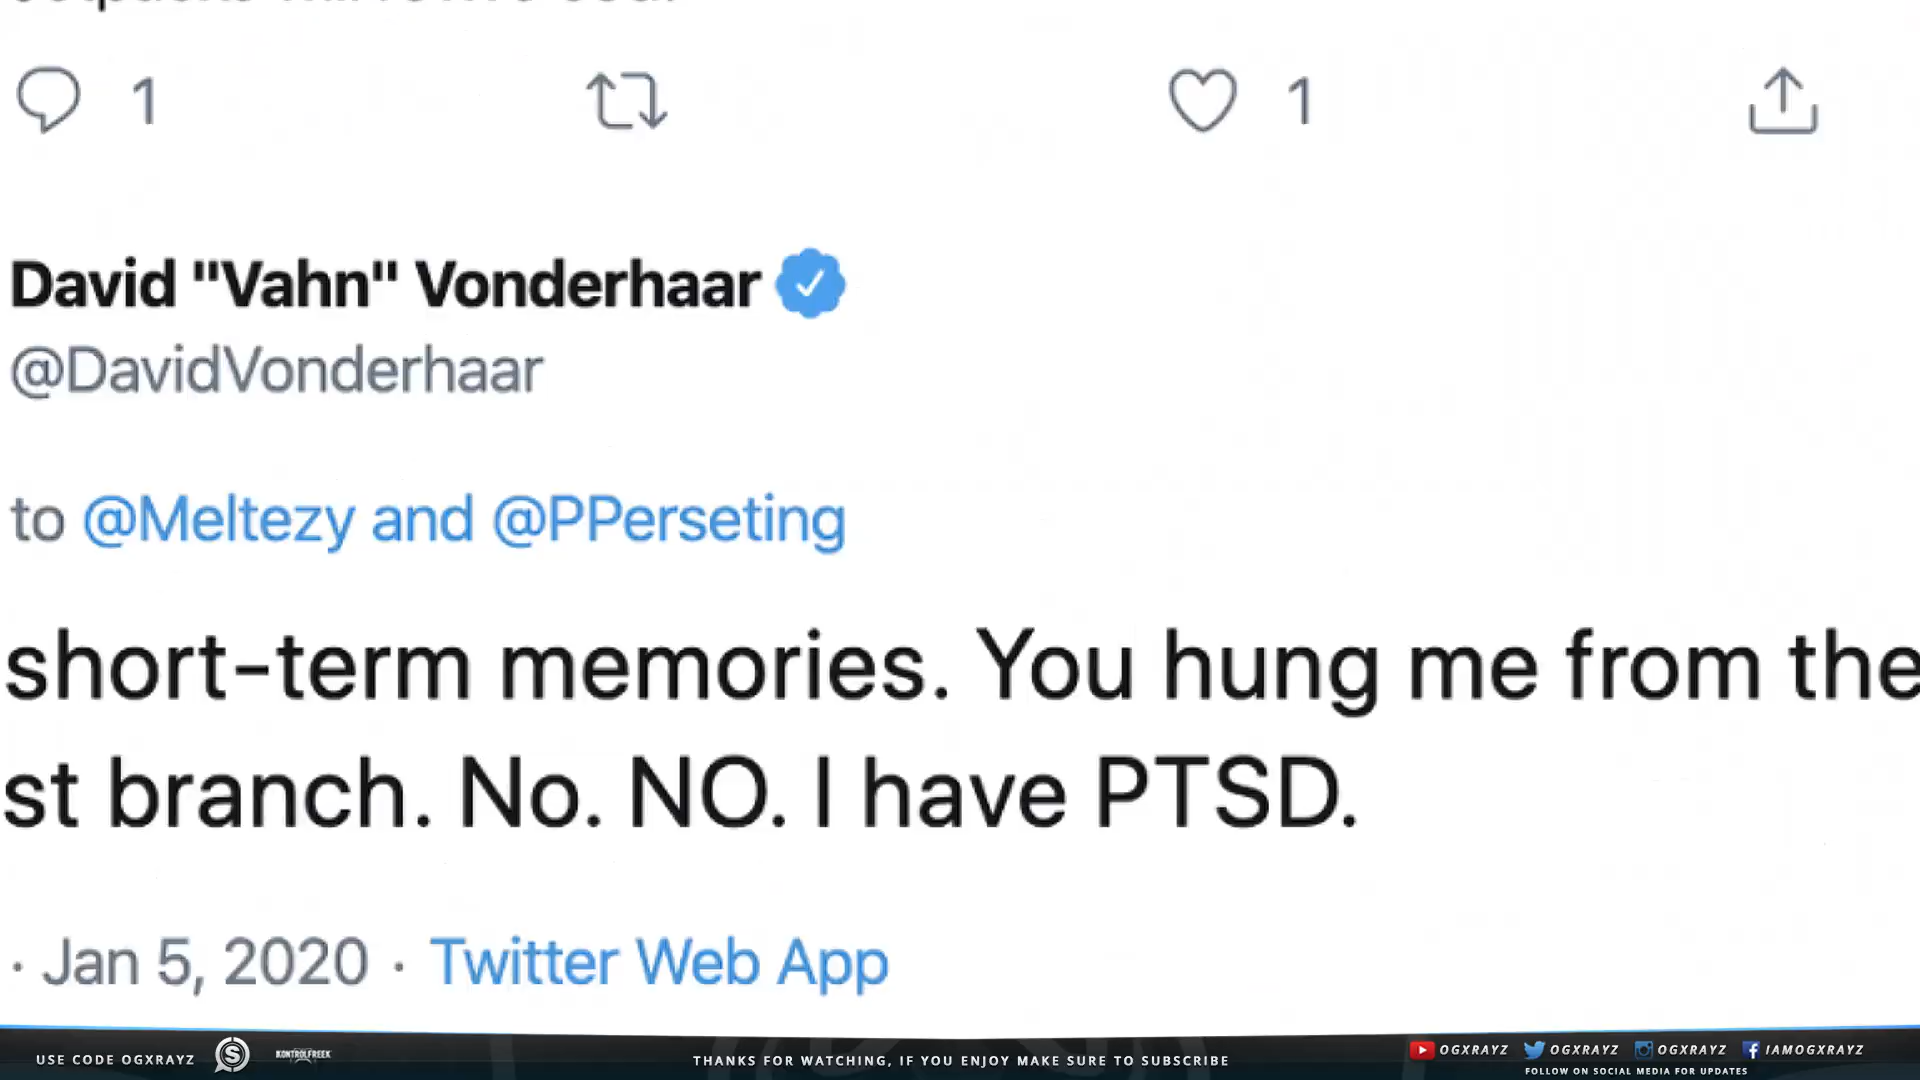 1 1
David "Vahn" Vonderhaar
@DavidVonderhaar
to @Meltezy and @PPerseting
short-term memories. You hung me from the
st branch. No. NO. I have PTSD.
· Jan 5, 2020 · Twitter Web App
USE CODE OGXRAYZ KONTROLFREEK THANKS FOR WATCHING, IF YOU ENJOY MAKE SURE TO SUBSCRIBE OGXRAYZ OGXRAYZ OGXRAYZ IAMOGXRAYZ
FOLLOW ON SOCIAL MEDIA FOR UPDATES